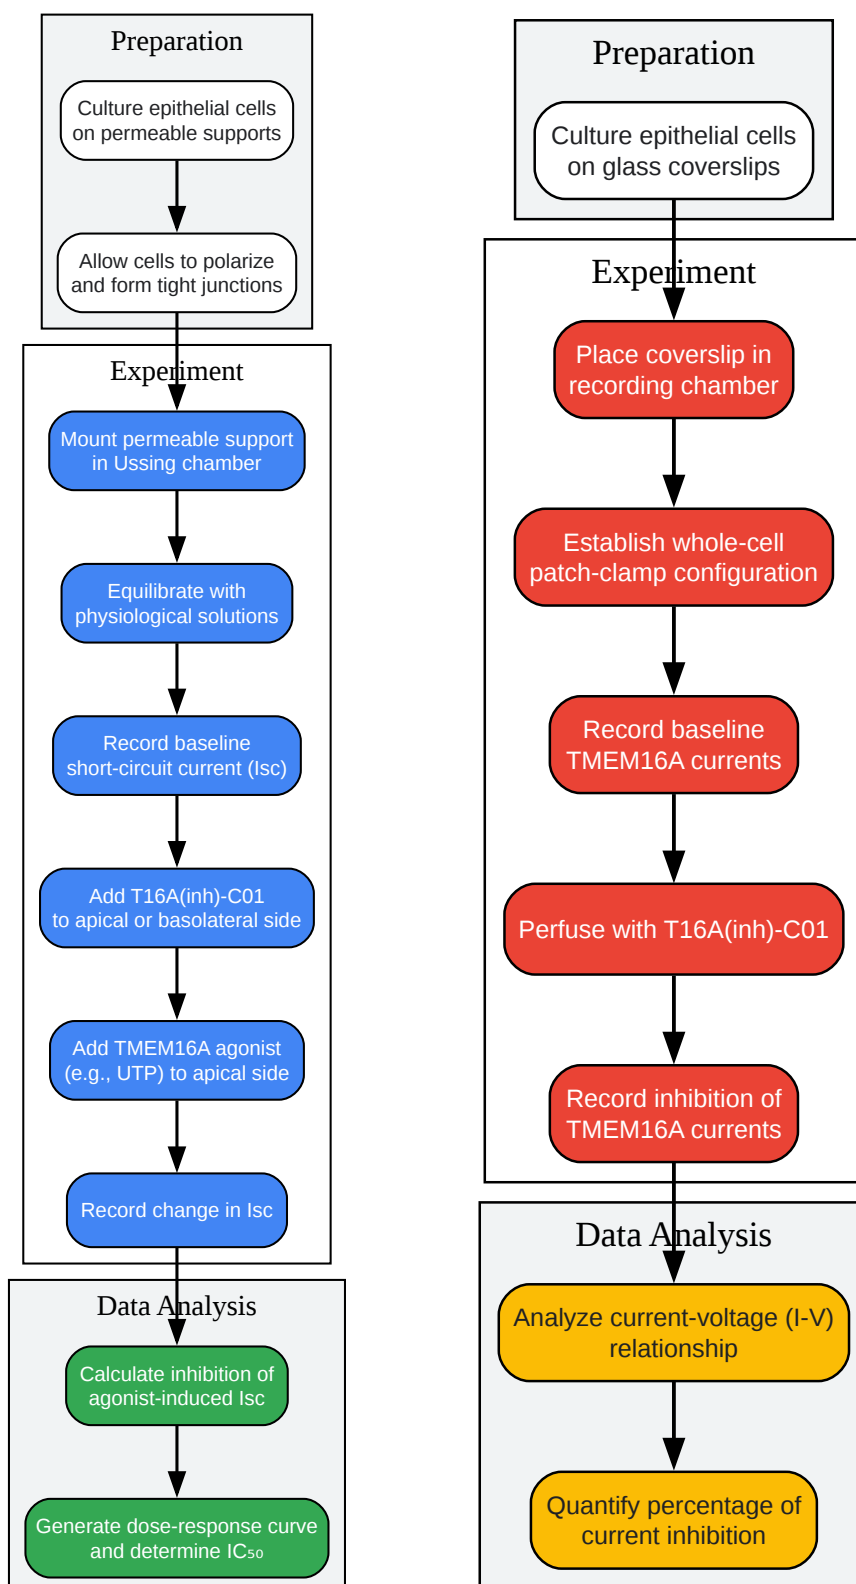 Preparation
Culture epithelial cells
on permeable supports
Allow cells to polarize
and form tight junctions
Experiment
Mount permeable support
in Ussing chamber
Equilibrate with
physiological solutions
Record baseline
short-circuit current (Isc)
Add T16A(inh)-C01
to apical or basolateral side
Add TMEM16A agonist
(e.g., UTP) to apical side
Record change in Isc
Data Analysis
Calculate inhibition of
agonist-induced Isc
Generate dose-response curve
and determine IC₅₀
Preparation
Culture epithelial cells
on glass coverslips
Experiment
Place coverslip in
recording chamber
Establish whole-cell
patch-clamp configuration
Record baseline
TMEM16A currents
Perfuse with T16A(inh)-C01
Record inhibition of
TMEM16A currents
Data Analysis
Analyze current-voltage (I-V)
relationship
Quantify percentage of
current inhibition